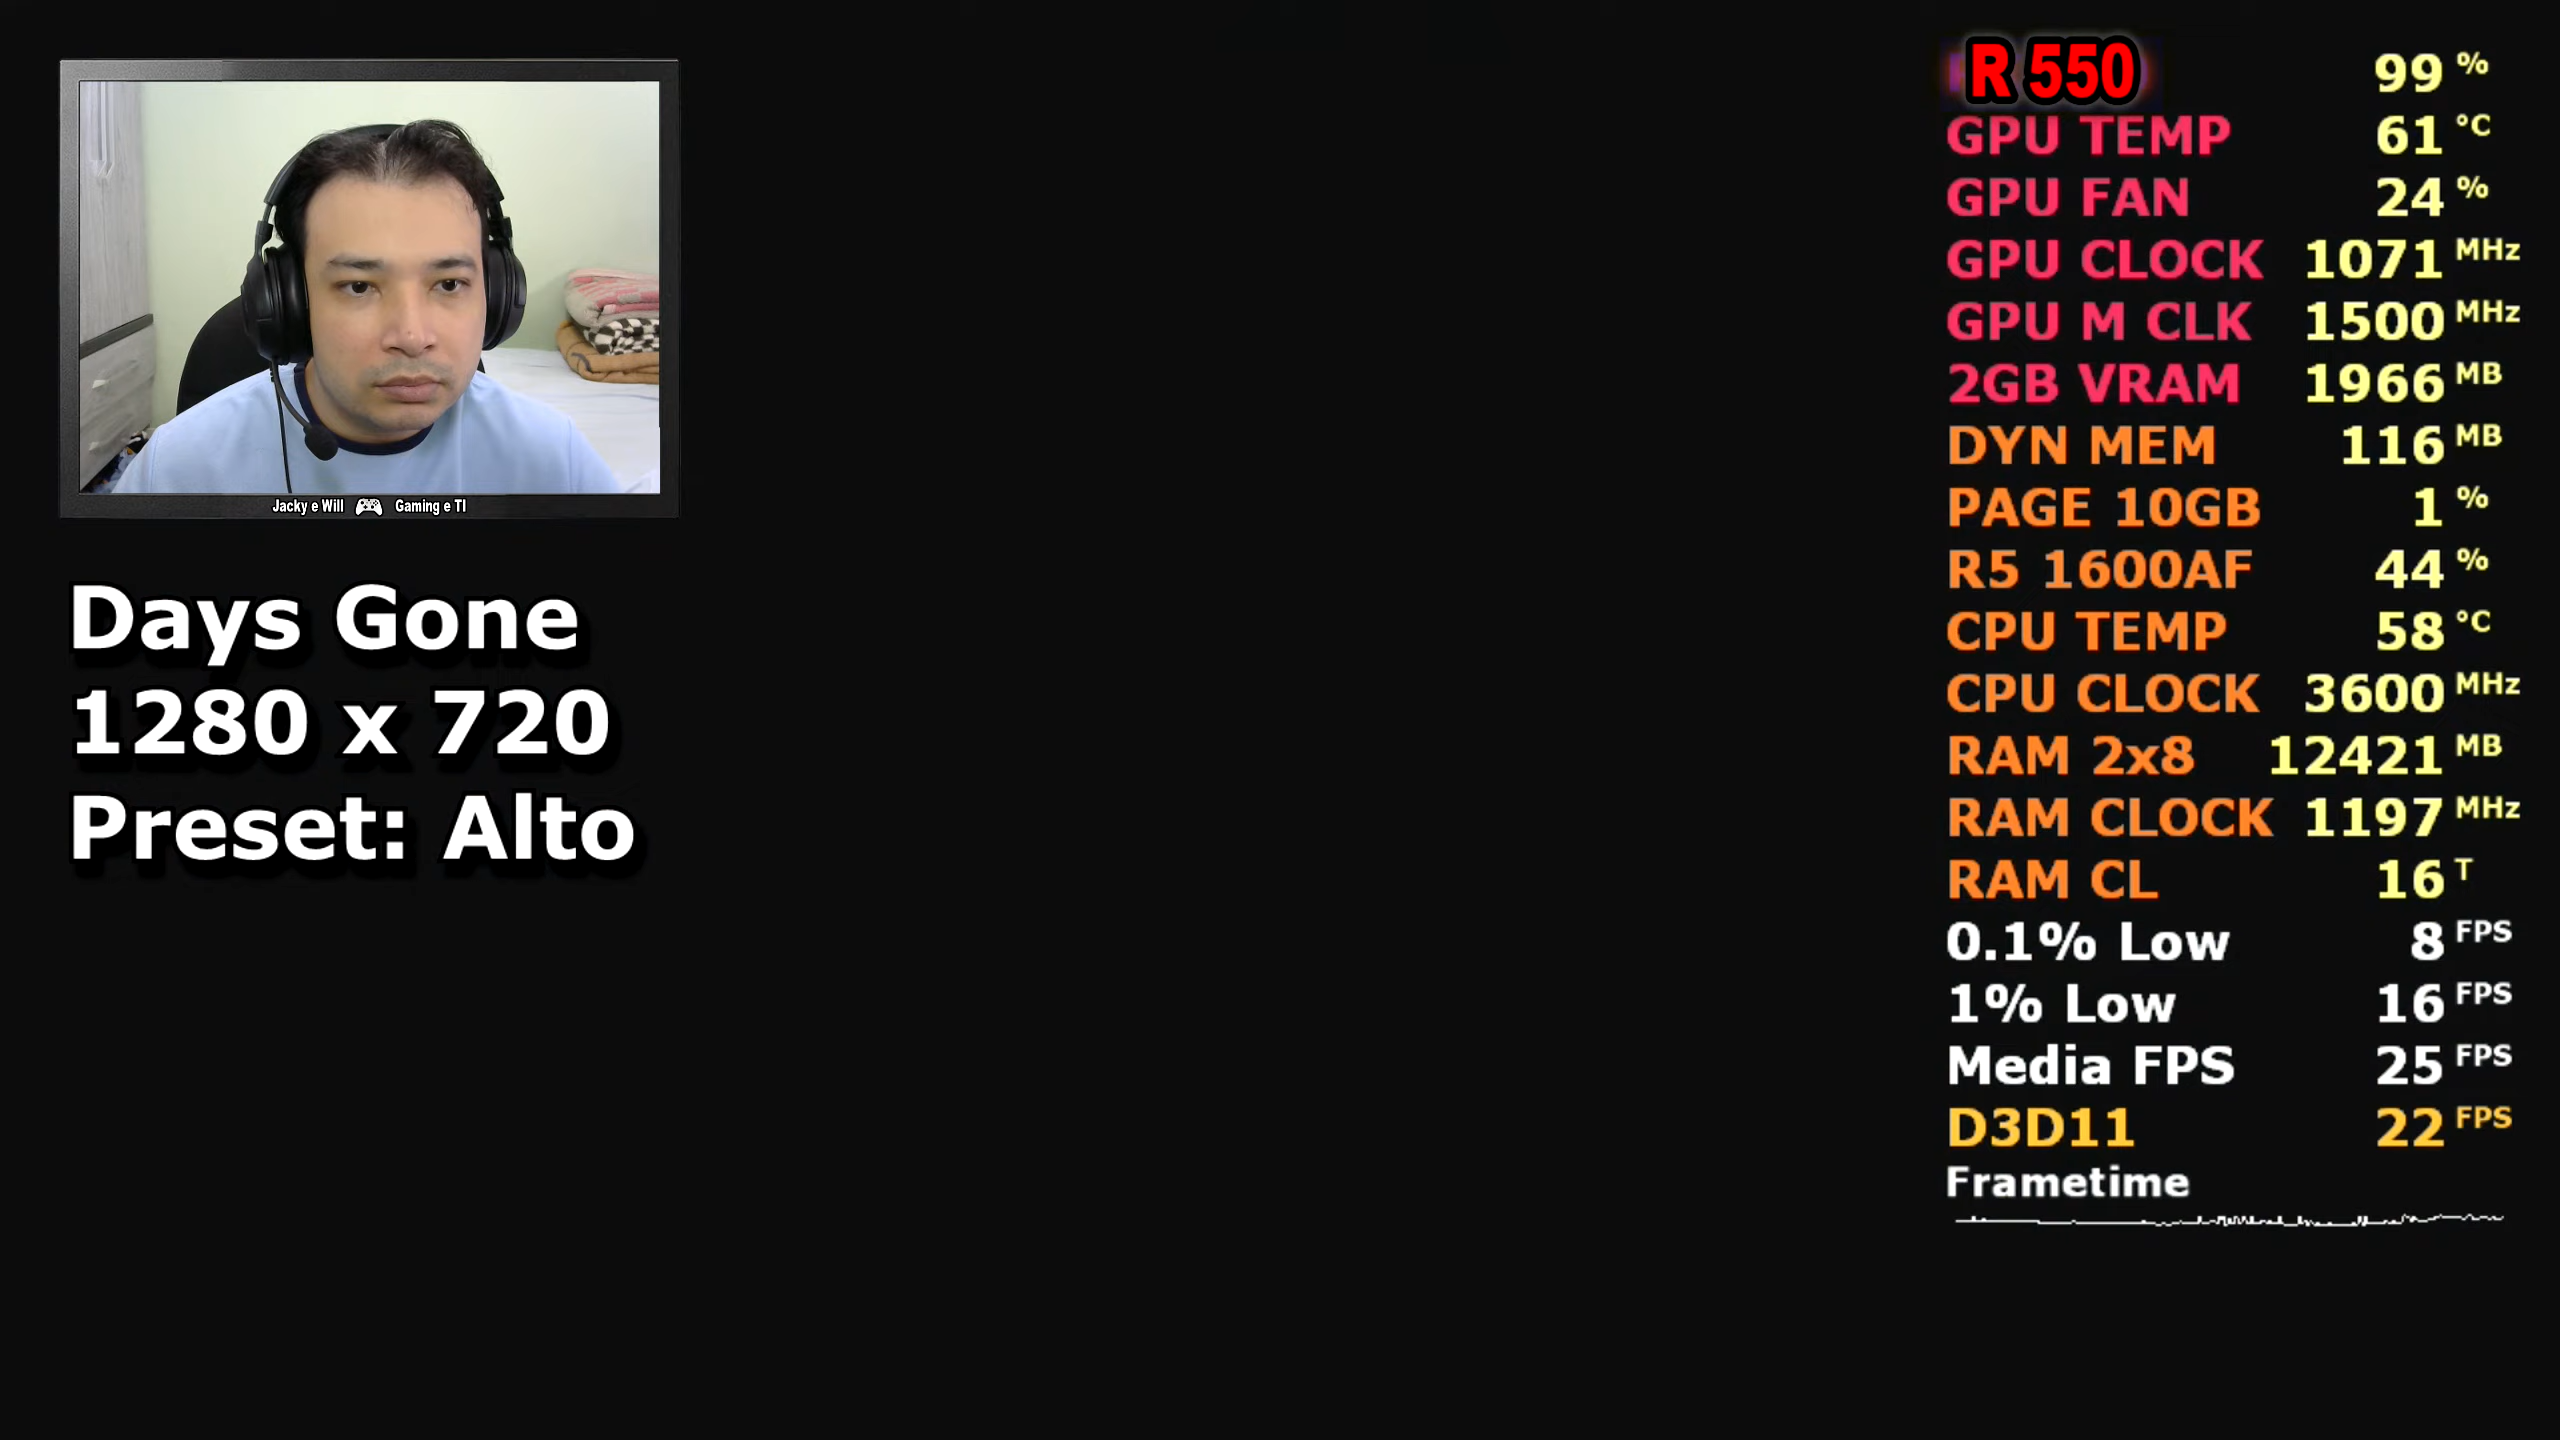 Jacky e Will Gaming e TI
Days Gone
1280 x 720
Preset: Alto
R 550 99 %
GPU TEMP 61 °C
GPU FAN 24 %
GPU CLOCK 1071 MHz
GPU M CLK 1500 MHz
2GB VRAM 1966 MB
DYN MEM 116 MB
PAGE 10GB 1 %
R5 1600AF 44 %
CPU TEMP 58 °C
CPU CLOCK 3600 MHz
RAM 2x8 12421 MB
RAM CLOCK 1197 MHz
RAM CL 16 T
0.1% Low 8 FPS
1% Low 16 FPS
Media FPS 25 FPS
D3D11 22 FPS
Frametime